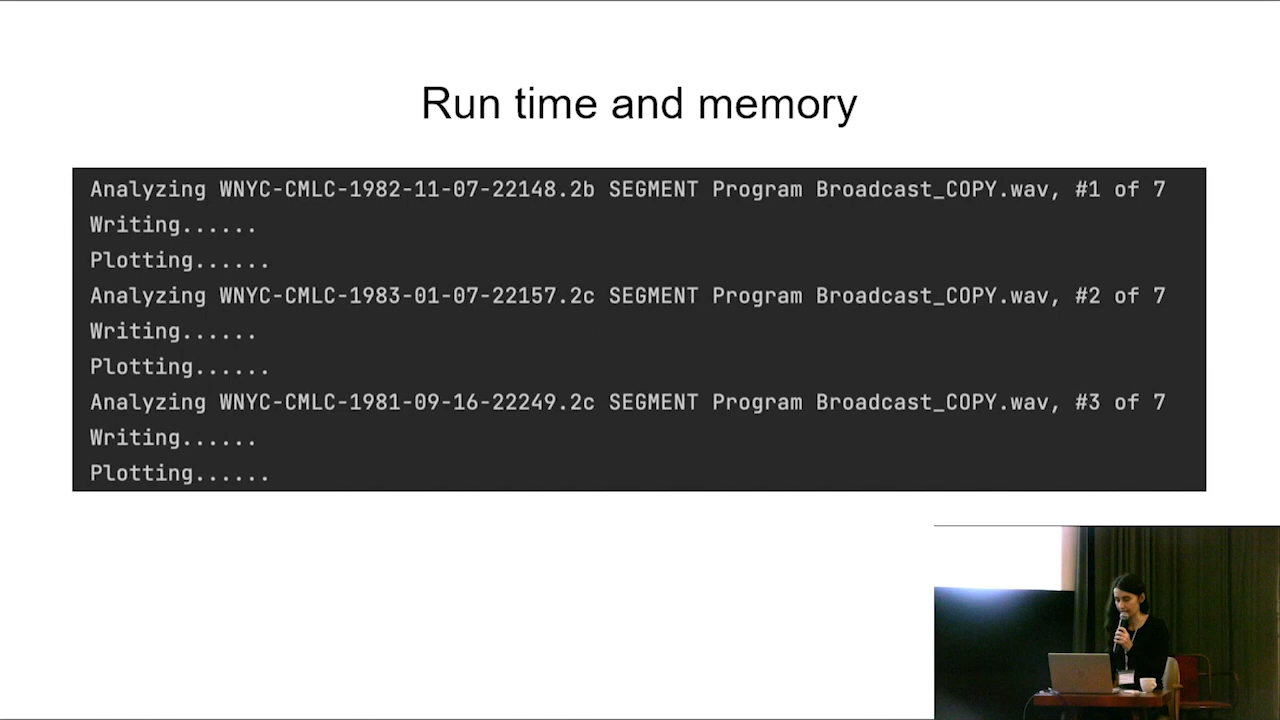 Run time and memory
Analyzing WNYC-CMLC-1982-11-07-22148.2b SEGMENT Program Broadcast_COPY.wav, #1 of 7
Writing......
Plotting......
Analyzing WNYC-CMLC-1983-01-07-22157.2c SEGMENT Program Broadcast_COPY.wav, #2 of 7
Writing......
Plotting......
Analyzing WNYC-CMLC-1981-09-16-22249.2c SEGMENT Program Broadcast_COPY.wav, #3 of 7
Writing......
Plotting......